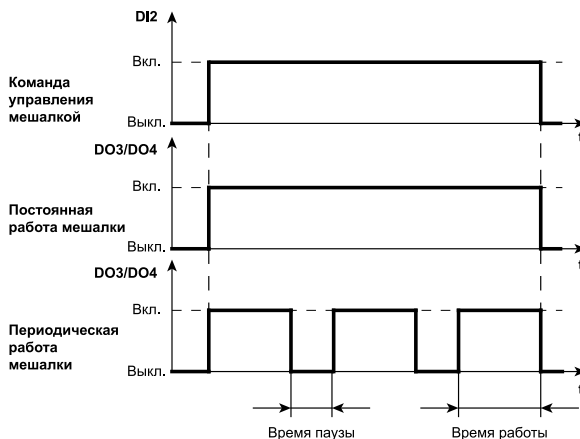 DI2
Вкл.
Команда
управления
мешалкой
Выкл.
t
DO3/DO4
Вкл.
Постоянная
работа мешалки
Выкл.
t
DO3/DO4
Вкл.
Периодическая
работа
мешалки
Выкл.
t
Время паузы
Время работы